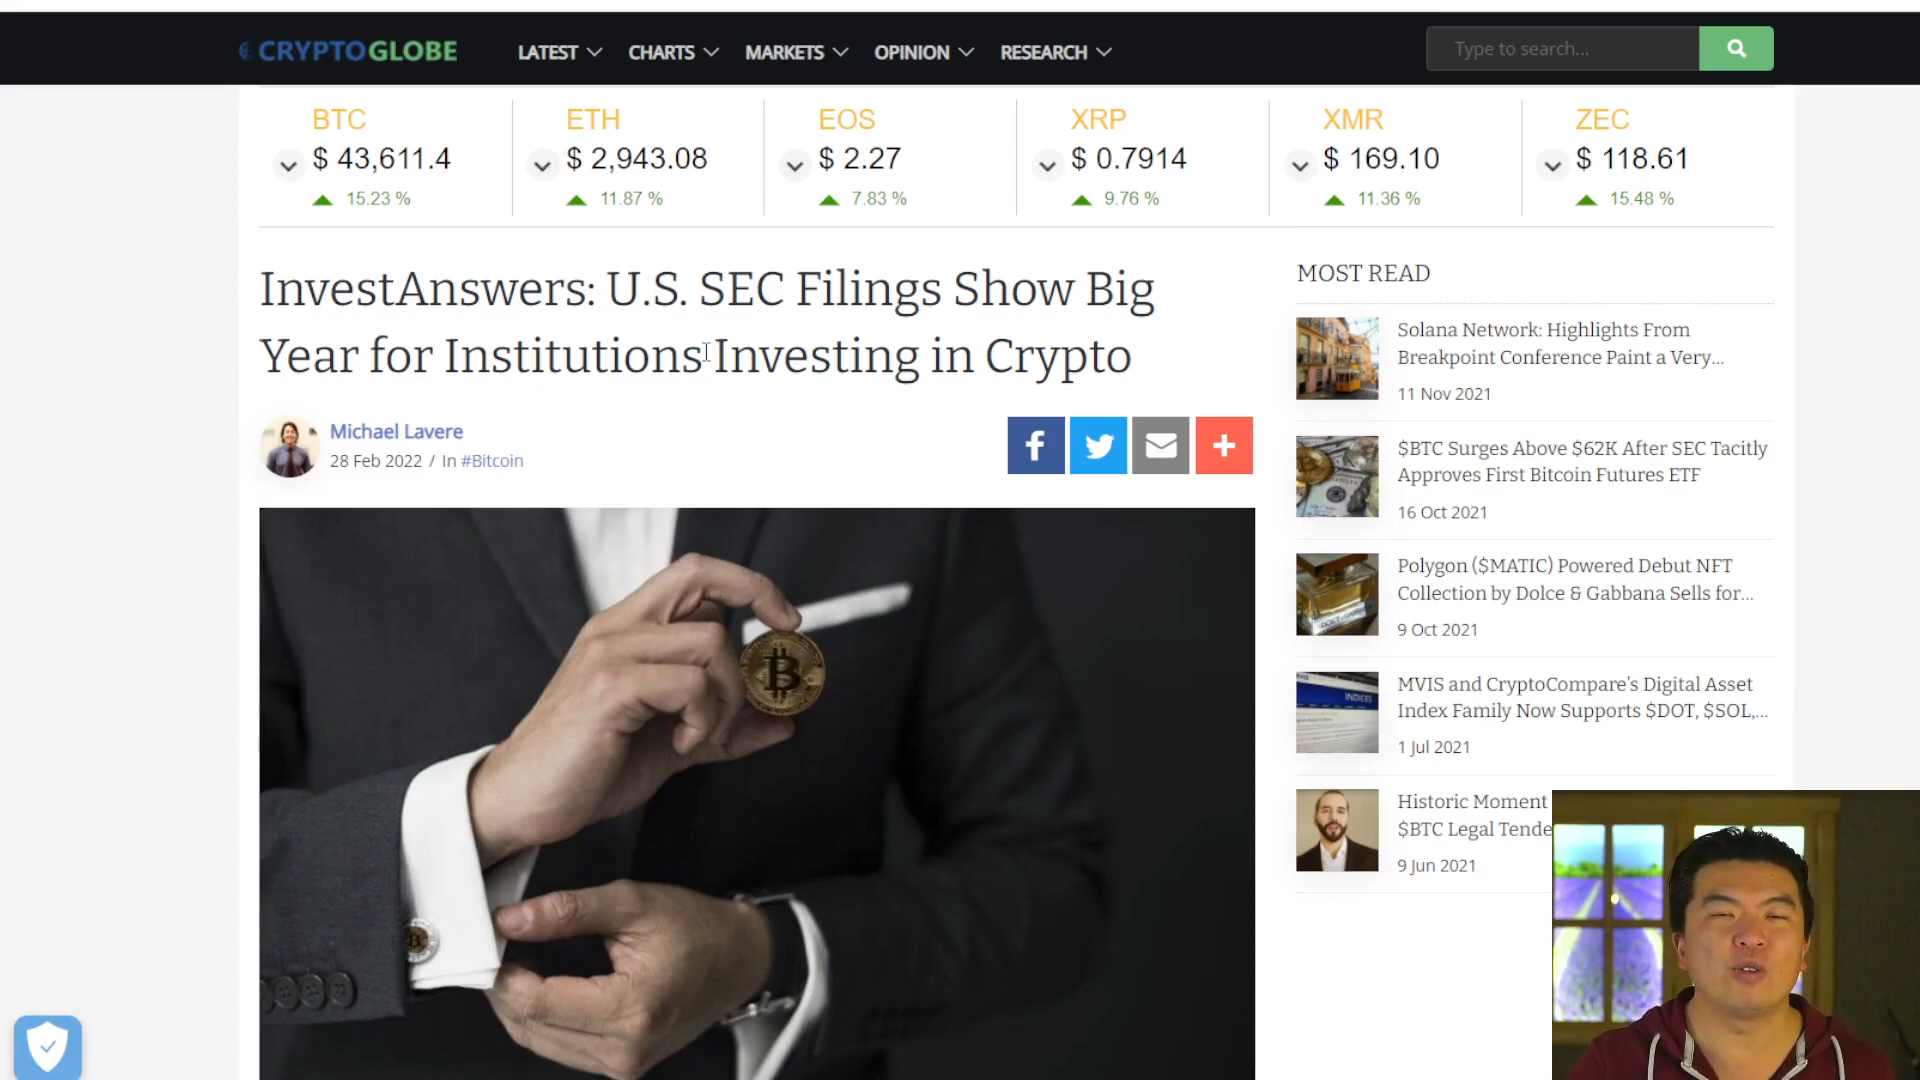 CRYPTOGLOBE
LATEST
CHARTS
MARKETS
OPINION
RESEARCH
Type to search...
BTC
$ 43,611.4
15.23 %
ETH
$ 2,943.08
11.87 %
EOS
$ 2.27
7.83 %
XRP
$ 0.7914
9.76 %
XMR
$ 169.10
11.36 %
ZEC
$ 118.61
15.48 %
InvestAnswers: U.S. SEC Filings Show Big
Year for Institutions Investing in Crypto
Michael Lavere
28 Feb 2022 / In #Bitcoin
MOST READ
Solana Network: Highlights From
Breakpoint Conference Paint a Very...
11 Nov 2021
$BTC Surges Above $62K After SEC Tacitly
Approves First Bitcoin Futures ETF
16 Oct 2021
Polygon ($MATIC) Powered Debut NFT
Collection by Dolce & Gabbana Sells for...
9 Oct 2021
INDICES
MVIS and CryptoCompare's Digital Asset
Index Family Now Supports $DOT, $SOL,...
1 Jul 2021
Historic Moment
$BTC Legal Tende
9 Jun 2021